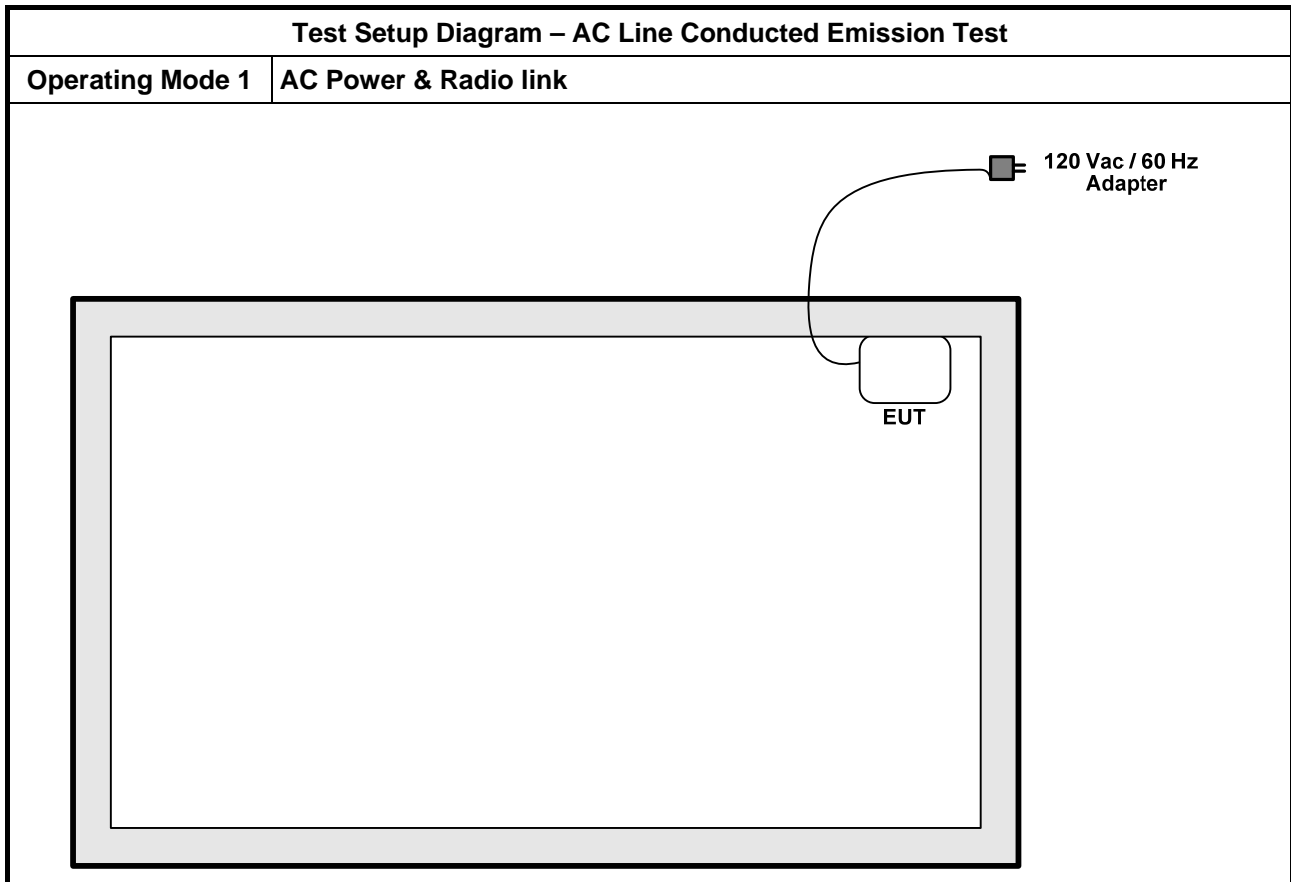 Test Setup Diagram – AC Line Conducted Emission Test
Operating Mode 1
AC Power & Radio link
120 Vac / 60 Hz
Adapter
EUT